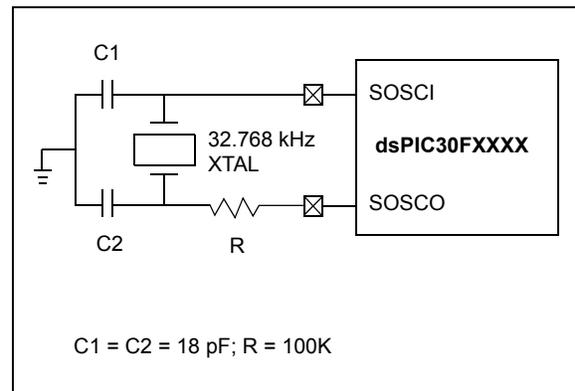 C1
SOSCI
32.768 kHz
XTAL
dsPIC30FXXXX
SOSCO
C2
R
C1 = C2 = 18 pF; R = 100K